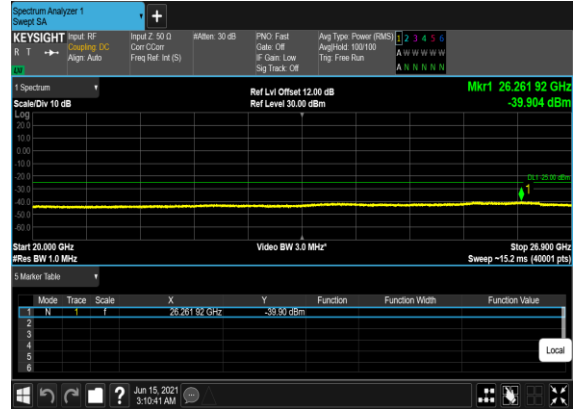 Spectrum Analyzer 1
Swept SA
KEYSIGHT
R T
LM
Input: RF
Coupling: DC
Align: Auto
Input Z: 50 Ω
Corr CCorr
Freq Ref: Int (S)
#Atten: 30 dB
PNO: Fast
Gate: Off
IF Gain: Low
Sig Track: Off
Avg Type: Power (RMS)
Avg|Hold: 100/100
Trig: Free Run
1 2 3 4 5 6
A W W W W W
A N N N N N
1 Spectrum
Scale/Div 10 dB
Ref Lvl Offset 12.00 dB
Ref Level 30.00 dBm
Mkr1 26.261 92 GHz
-39.904 dBm
Log
20.0
10.0
0.00
-10.0
-20.0
-30.0
-40.0
-50.0
-60.0
DL1 -25.00 dBm
1
Start 20.000 GHz
#Res BW 1.0 MHz
Video BW 3.0 MHz*
Stop 26.900 GHz
Sweep ~15.2 ms (40001 pts)
5 Marker Table
Mode Trace Scale X Y Function Function Width Function Value
1 N 1 f 26.261 92 GHz -39.90 dBm
2
3
4
5
6
Local
?
Jun 15, 2021
3:10:41 AM